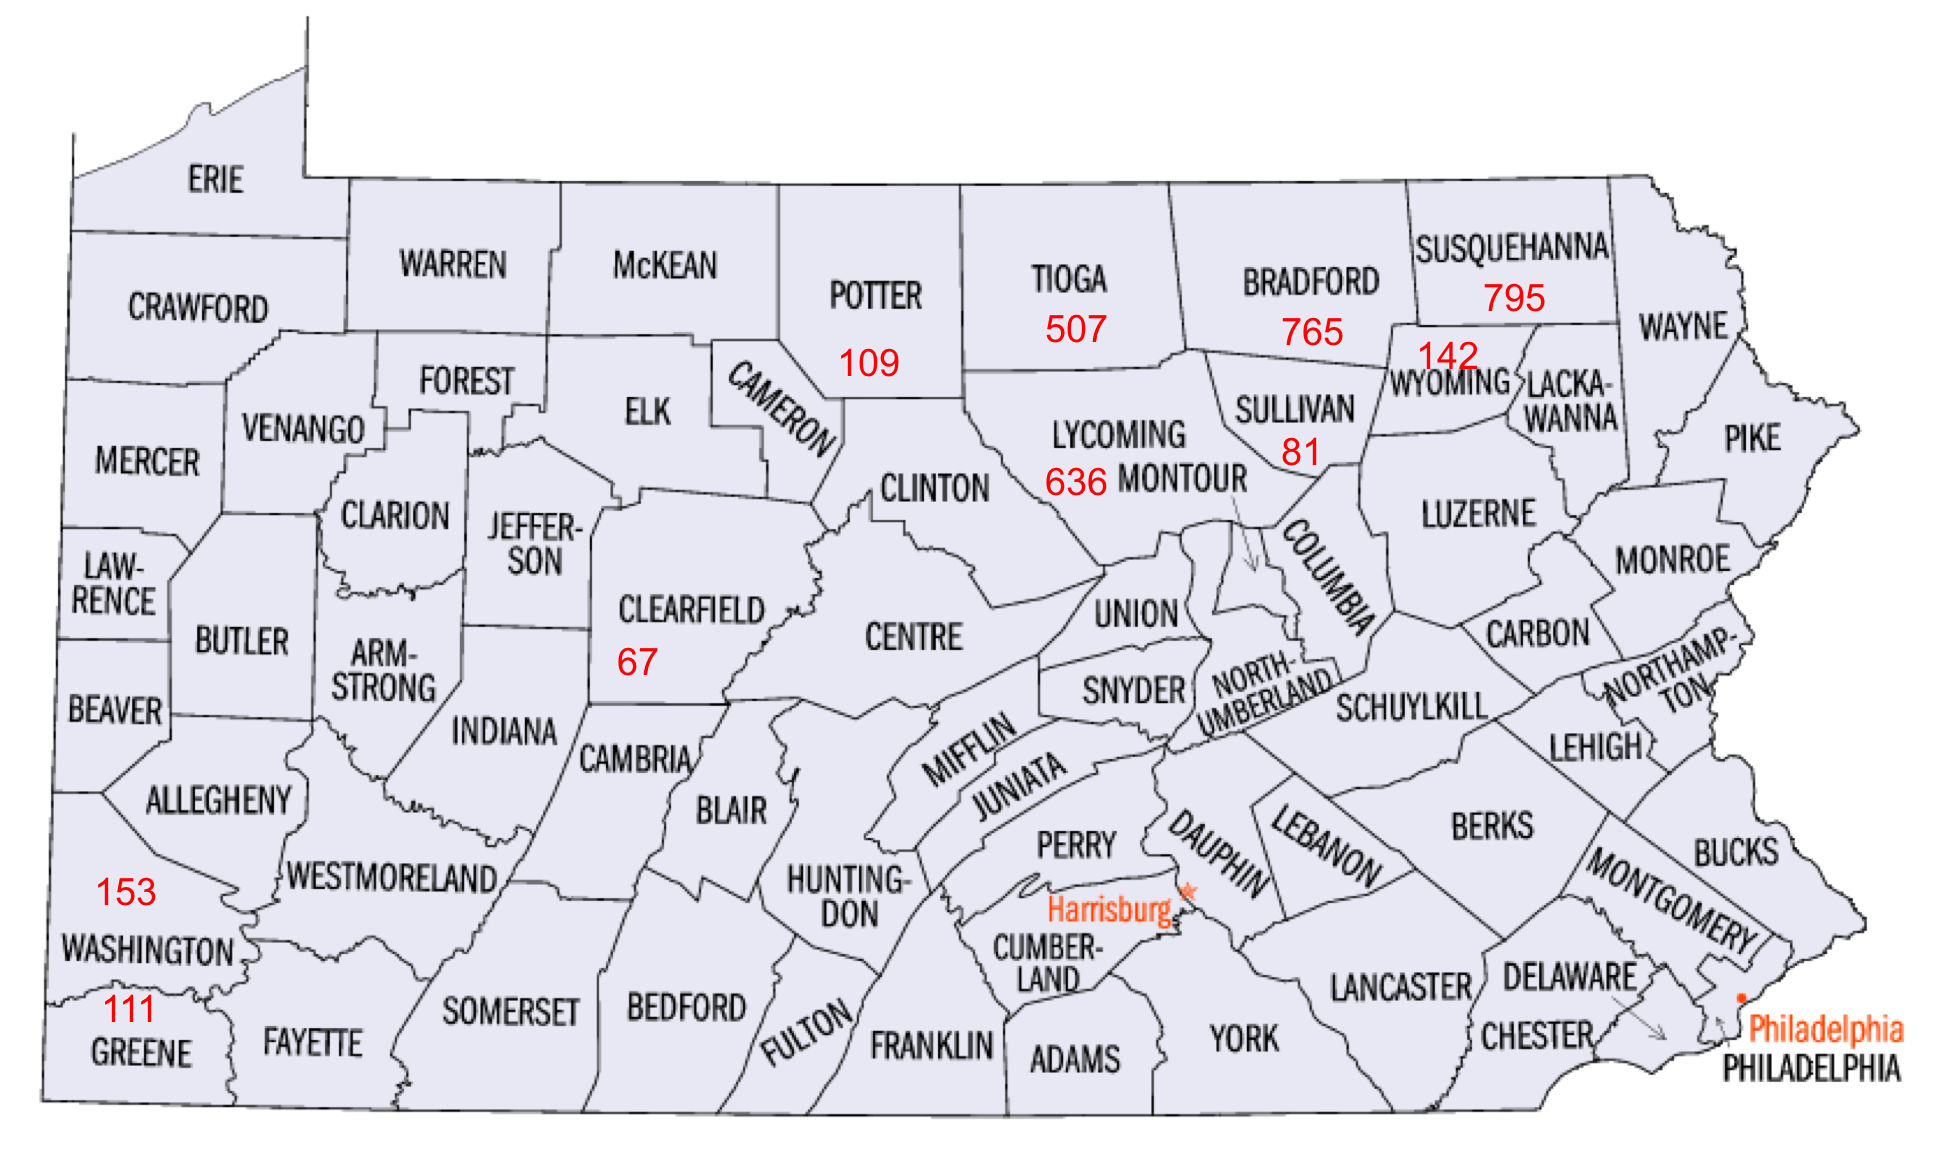 ERIE
WARREN
McKEAN
POTTER
109
TIOGA
507
BRADFORD
765
SUSQUEHANNA
795
WAYNE
CRAWFORD
142
WYOMING
LACKA-
WANNA
PIKE
FOREST
ELK
CAMERON
VENANGO
MERCER
SULLIVAN
81
LYCOMING
636
MONTOUR
CLINTON
CLARION
JEFFER-
SON
LUZERNE
COLUMBIA
MONROE
LAW-
RENCE
BUTLER
CLEARFIELD
67
CENTRE
UNION
CARBON
ARM-
STRONG
SNYDER
NORTH-
UMBERLAND
SCHUYLKILL
NORTHAMP-
TON
BEAVER
INDIANA
CAMBRIA
MIFFLIN
JUNIATA
LEHIGH
ALLEGHENY
BLAIR
PERRY
DAUPHIN
LEBANON
BERKS
BUCKS
WESTMORELAND
HUNTING-
DON
Harrisburg
MONTGOMERY
153
WASHINGTON
CUMBER-
LAND
LANCASTER
DELAWARE
111
GREENE
FAYETTE
SOMERSET
BEDFORD
FULTON
FRANKLIN
ADAMS
YORK
CHESTER
Philadelphia
PHILADELPHIA